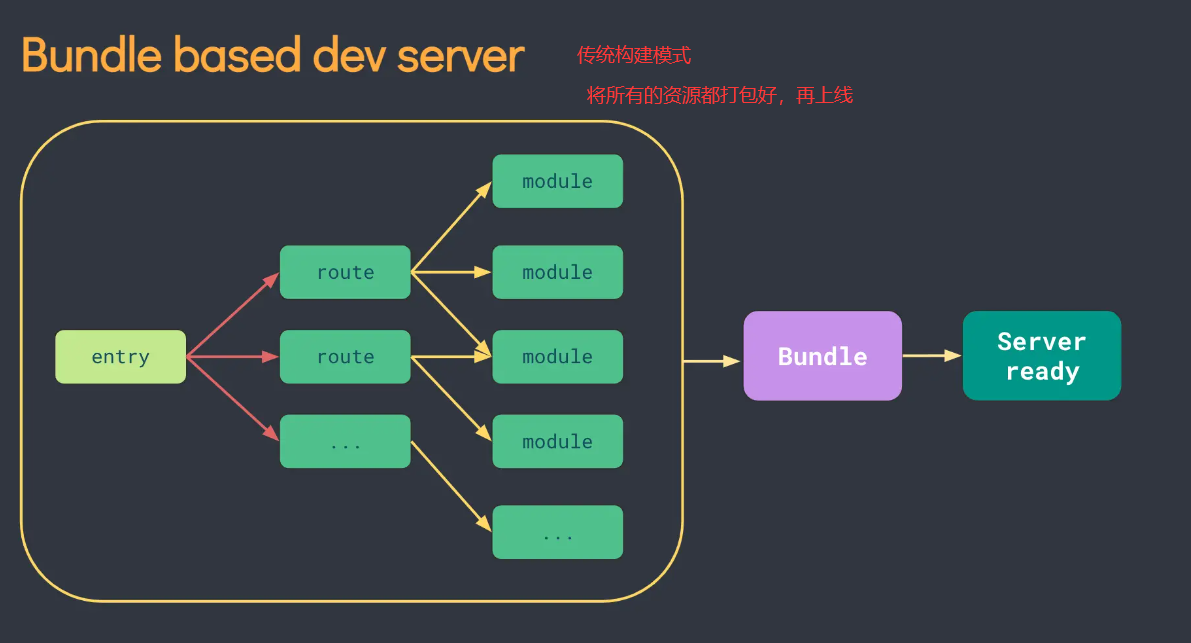 Bundle based dev server
传统构建模式
将所有的资源都打包好，再上线
module
route
module
entry
route
module
Bundle
Server
ready
...
module
...